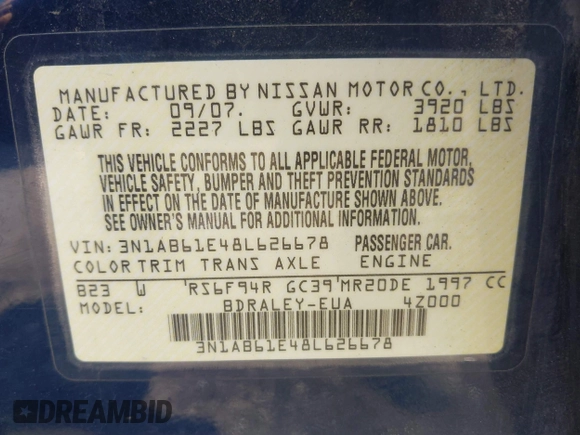 MANUFACTURED BY NISSAN MOTOR CO., LTD.
DATE: 09/07. GVWR: 3920 LBS
GAWR FR: 2227 LBS GAWR RR: 1810 LBS
THIS VEHICLE CONFORMS TO ALL APPLICABLE FEDERAL MOTOR,
VEHICLE SAFETY, BUMPER AND THEFT PREVENTION STANDARDS
IN EFFECT ON THE DATE OF MANUFACTURE SHOWN ABOVE.
SEE OWNER'S MANUAL FOR ADDITIONAL INFORMATION.
VIN: 3N1AB61E48L626678 PASSENGER CAR.
COLOR TRIM TRANS AXLE ENGINE
B23 W 'RS6F94R GC39'MR20DE 1997 CC
MODEL: BDRALEY-EUA 4Z000
3N1AB61E48L626678
DREAMBID